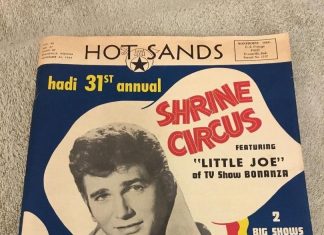 HOT SANDS
hadi 31ST annual
SHRINE
CIRCUS
FEATURING
"LITTLE JOE"
of TV Show BONANZA
2
BIG SHOWS